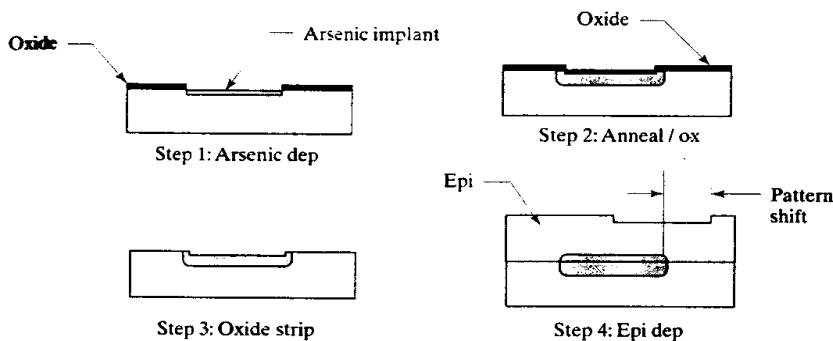 Oxide
Arsenic implant
Step 1: Arsenic dep
Oxide
Step 2: Anneal / ox
Step 3: Oxide strip
Epi
Pattern
shift
Step 4: Epi dep